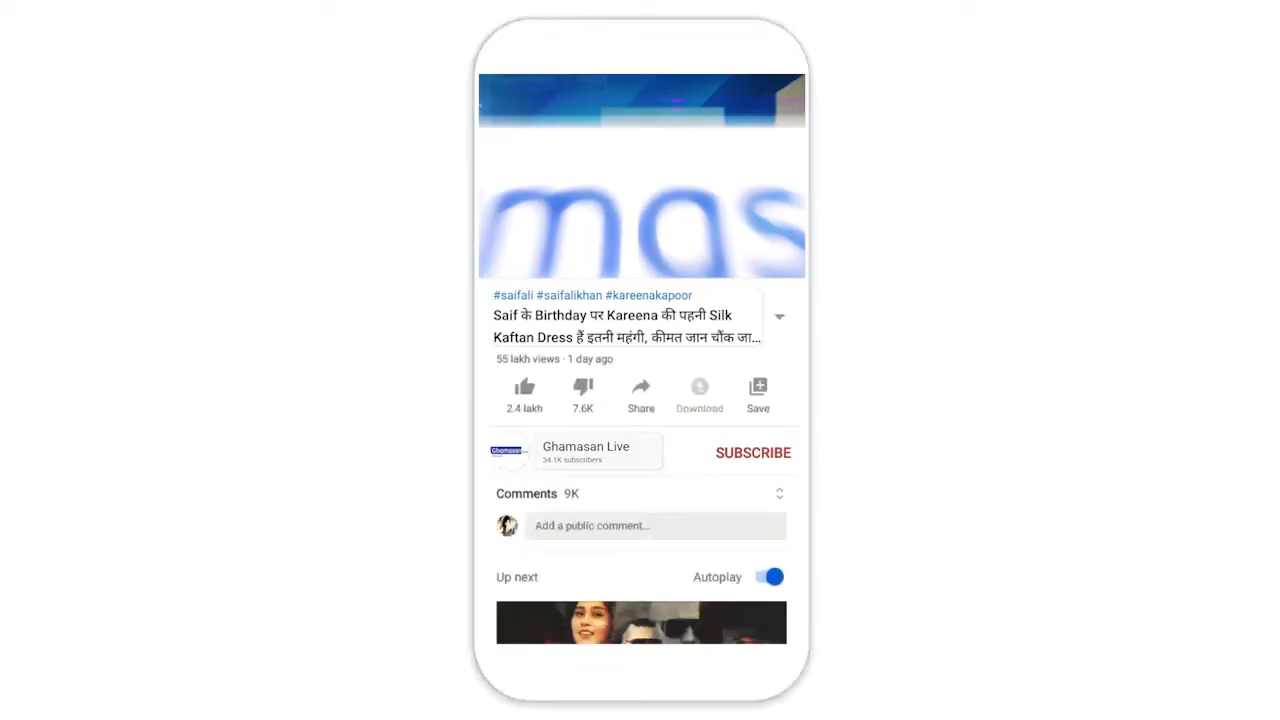 mas
#saifali #saifalikhan #kareenakapoor
Saif के Birthday पर Kareena की पहनी Silk
Kaftan Dress हैं इतनी महंगी, कीमत जान चौंक जा...
55 lakh views · 1 day ago
2.4 lakh 7.6K Share Download Save
Ghamasan
Ghamasan Live
34.1K subscribers
SUBSCRIBE
Comments 9K
Add a public comment...
Up next Autoplay